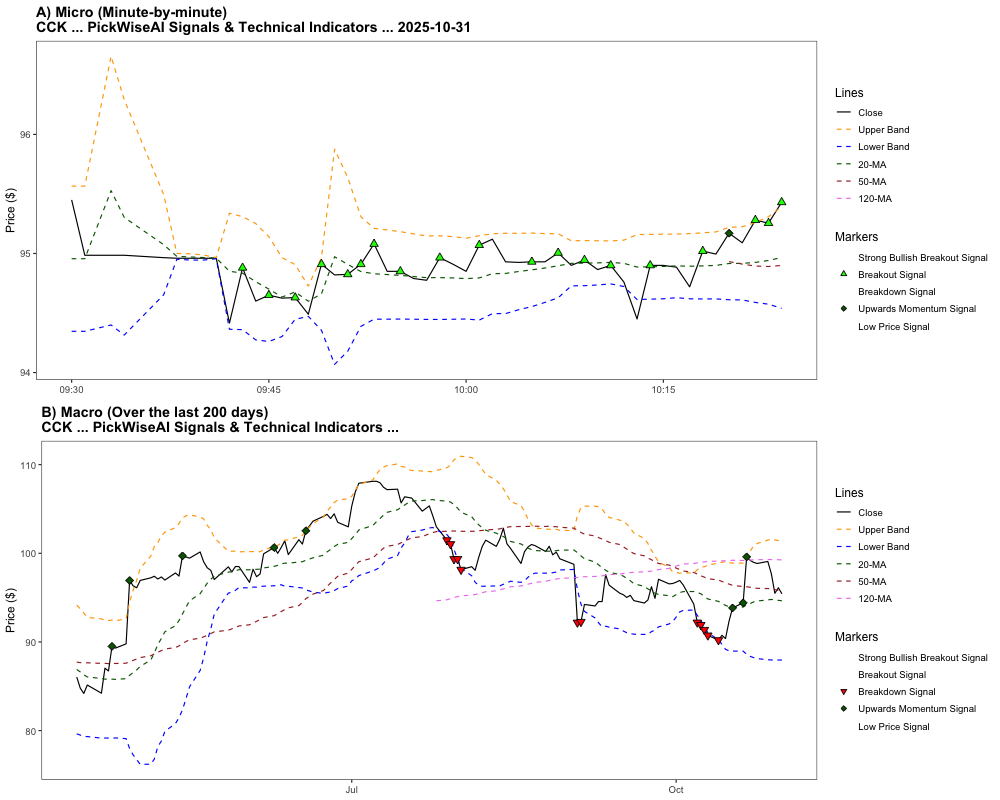 A) Micro (Minute-by-minute)
CCK ... PickWiseAI Signals & Technical Indicators ... 2025-10-31
Price ($)
96
95
94
09:30
09:45
10:00
10:15
Lines
Close
Upper Band
Lower Band
20-MA
50-MA
120-MA
Markers
Strong Bullish Breakout Signal
Breakout Signal
Breakdown Signal
Upwards Momentum Signal
Low Price Signal
B) Macro (Over the last 200 days)
CCK ... PickWiseAI Signals & Technical Indicators ...
Price ($)
110
100
90
80
Jul
Oct
Lines
Close
Upper Band
Lower Band
20-MA
50-MA
120-MA
Markers
Strong Bullish Breakout Signal
Breakout Signal
Breakdown Signal
Upwards Momentum Signal
Low Price Signal